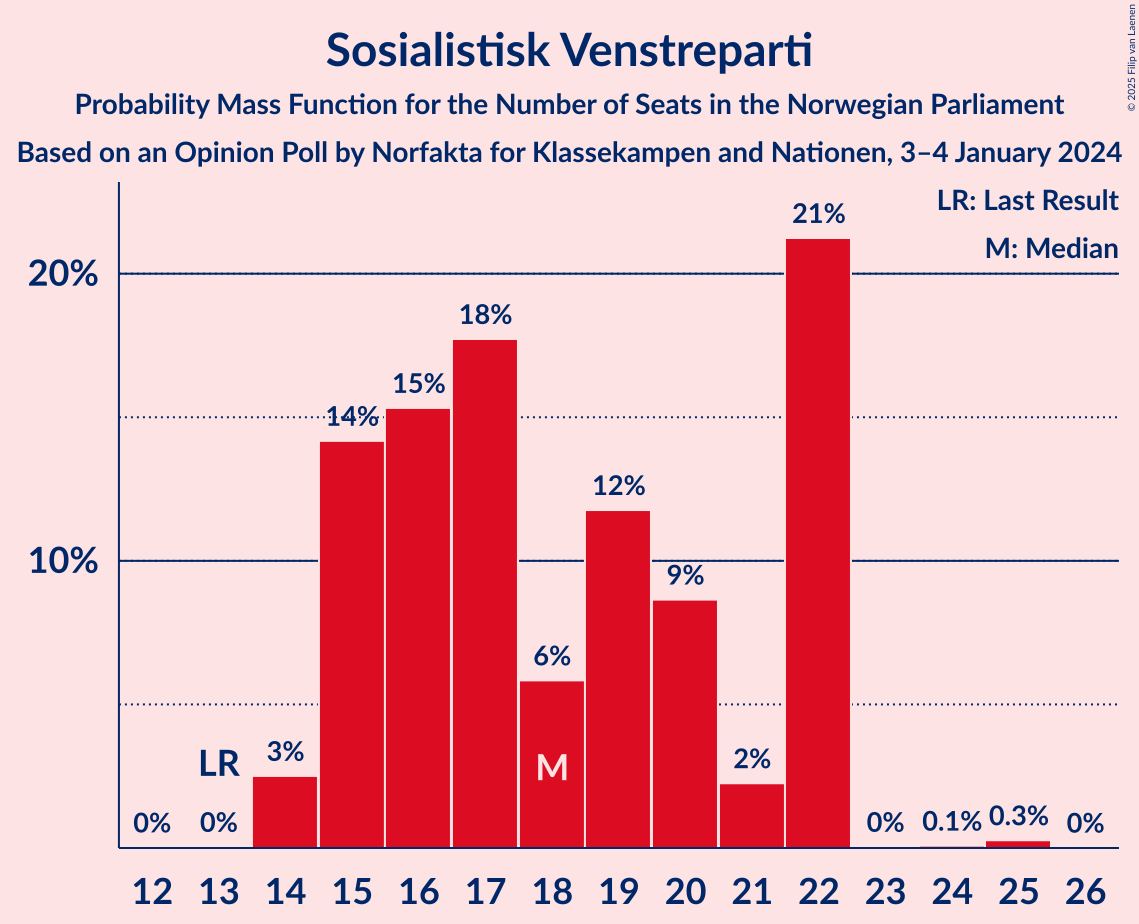 Sosialistisk Venstreparti
Probability Mass Function for the Number of Seats in the Norwegian Parliament
Based on an Opinion Poll by Norfakta for Klassekampen and Nationen, 3–4 January 2024
© 2025 Filip van Laenen
LR: Last Result
M: Median
20%
10%
0%
0%
LR
3%
14%
15%
18%
6%
M
12%
9%
2%
21%
0%
0.1%
0.3%
0%
12 13 14 15 16 17 18 19 20 21 22 23 24 25 26